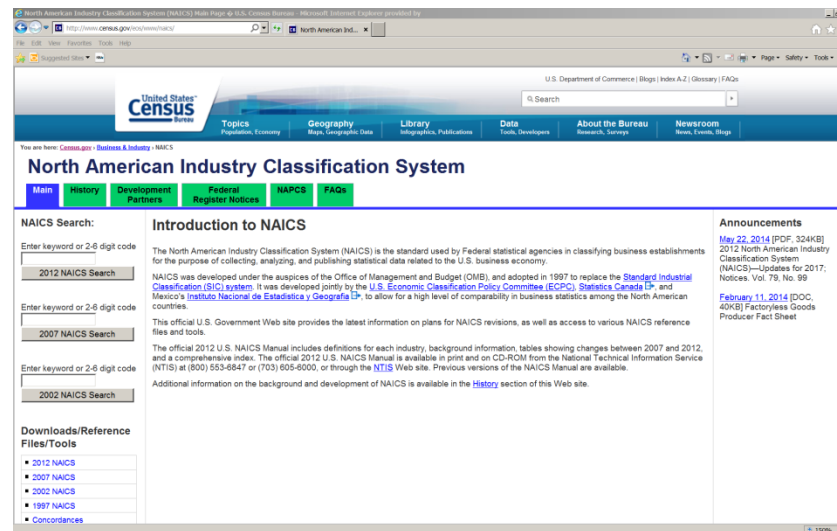 North American Industry Classification System (NAICS) Main Page � U.S. Census Bureau - Microsoft Internet Explorer provided by
http://www.census.gov/eos/www/naics/
North American Ind...
File Edit View Favorites Tools Help
Suggested Sites
Page Safety Tools
U.S. Department of Commerce | Blogs | Index A-Z | Glossary | FAQs
United States™
Census
Bureau
Search
Topics
Population, Economy
Geography
Maps, Geographic Data
Library
Infographics, Publications
Data
Tools, Developers
About the Bureau
Research, Surveys
Newsroom
News, Events, Blogs
You are here: Census.gov › Business & Industry › NAICS
North American Industry Classification System
Main
History
Development
Partners
Federal
Register Notices
NAPCS
FAQs
NAICS Search:
Enter keyword or 2-6 digit code
2012 NAICS Search
Enter keyword or 2-6 digit code
2007 NAICS Search
Enter keyword or 2-6 digit code
2002 NAICS Search
Downloads/Reference
Files/Tools
2012 NAICS
2007 NAICS
2002 NAICS
1997 NAICS
Concordances
Introduction to NAICS
The North American Industry Classification System (NAICS) is the standard used by Federal statistical agencies in classifying business establishments
for the purpose of collecting, analyzing, and publishing statistical data related to the U.S. business economy.
NAICS was developed under the auspices of the Office of Management and Budget (OMB), and adopted in 1997 to replace the Standard Industrial
Classification (SIC) system. It was developed jointly by the U.S. Economic Classification Policy Committee (ECPC), Statistics Canada, and
Mexico's Instituto Nacional de Estadistica y Geografia, to allow for a high level of comparability in business statistics among the North American
countries.
This official U.S. Government Web site provides the latest information on plans for NAICS revisions, as well as access to various NAICS reference
files and tools.
The official 2012 U.S. NAICS Manual includes definitions for each industry, background information, tables showing changes between 2007 and 2012,
and a comprehensive index. The official 2012 U.S. NAICS Manual is available in print and on CD-ROM from the National Technical Information Service
(NTIS) at (800) 553-6847 or (703) 605-6000, or through the NTIS Web site. Previous versions of the NAICS Manual are available.
Additional information on the background and development of NAICS is available in the History section of this Web site.
Announcements
May 22, 2014 [PDF, 324KB]
2012 North American Industry
Classification System
(NAICS)—Updates for 2017;
Notices. Vol. 79, No. 99
February 11, 2014 [DOC,
40KB] Factoryless Goods
Producer Fact Sheet
150%